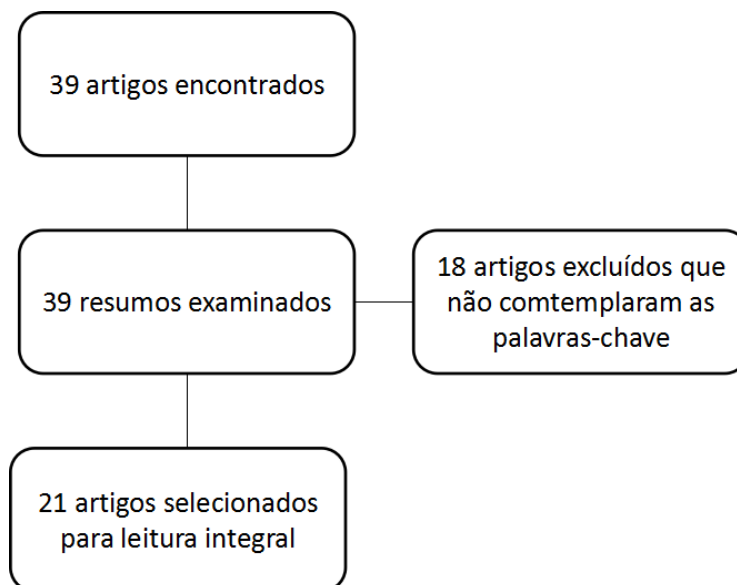 39 artigos encontrados
39 resumos examinados
18 artigos excluídos que
não comtemplaram as
palavras-chave
21 artigos selecionados
para leitura integral